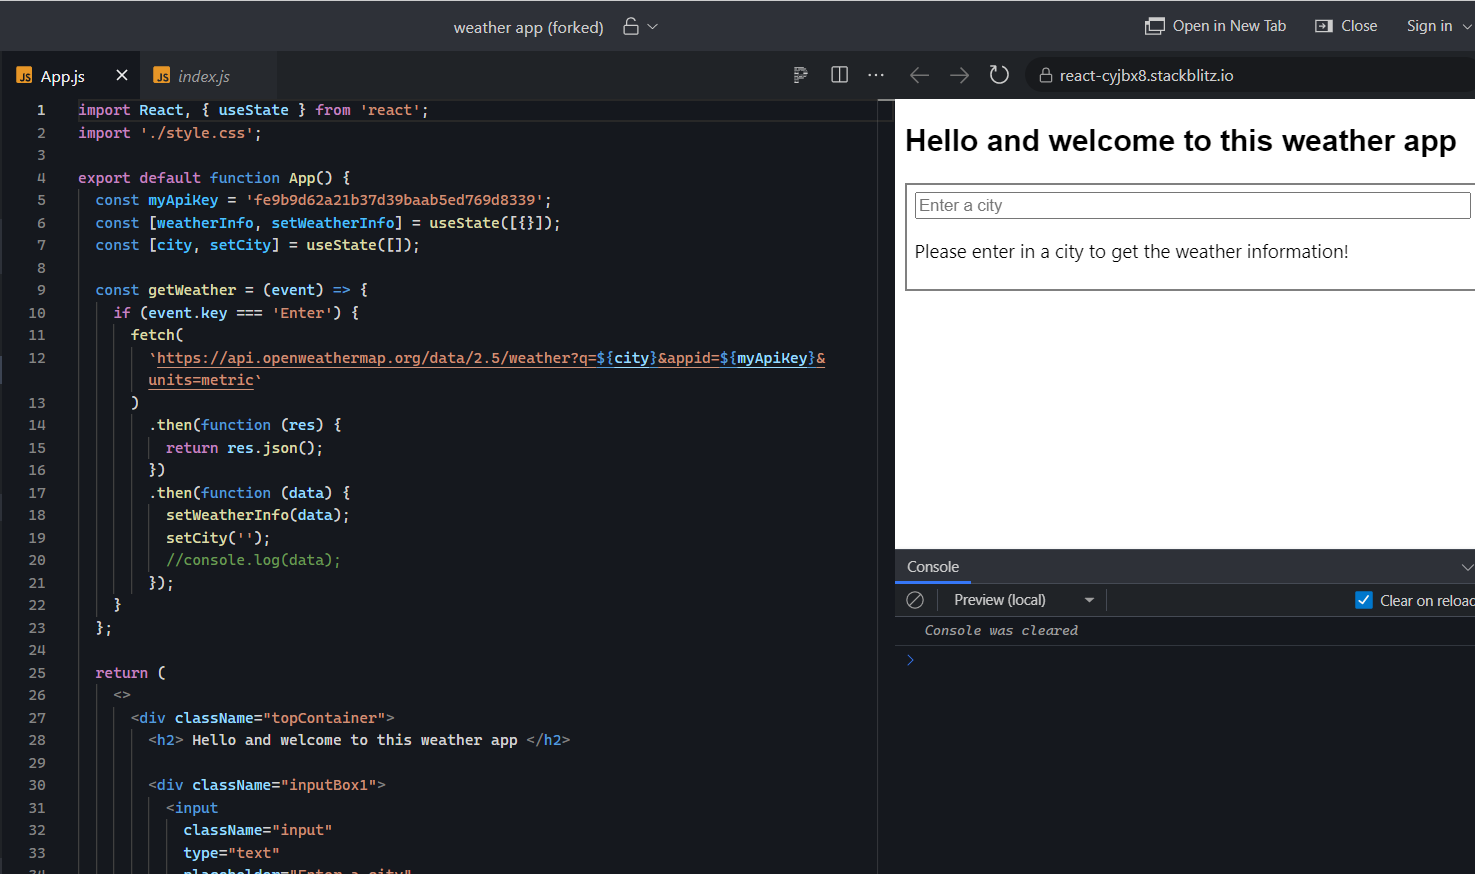 weather app (forked)
Open in New Tab
Close
Sign in
JS App.js
JS index.js
react-cyjbx8.stackblitz.io
1 import React, { useState } from 'react';
2 import './style.css';
3
4 export default function App() {
5 const myApiKey = 'fe9b9d62a21b37d39baab5ed769d8339';
6 const [weatherInfo, setWeatherInfo] = useState([{}]);
7 const [city, setCity] = useState([]);
8
9 const getWeather = (event) => {
10 if (event.key === 'Enter') {
11 fetch(
12 `https://api.openweathermap.org/data/2.5/weather?q=${city}&appid=${myApiKey}&
units=metric`
13 )
14 .then(function (res) {
15 return res.json();
16 })
17 .then(function (data) {
18 setWeatherInfo(data);
19 setCity('');
20 //console.log(data);
21 });
22 }
23 };
24
25 return (
26 <>
27 <div className="topContainer">
28 <h2> Hello and welcome to this weather app </h2>
29
30 <div className="inputBox1">
31 <input
32 className="input"
33 type="text"
34 placeholder="Enter a city"
Hello and welcome to this weather app
Enter a city
Please enter in a city to get the weather information!
Console
Preview (local)
Clear on reload
Console was cleared